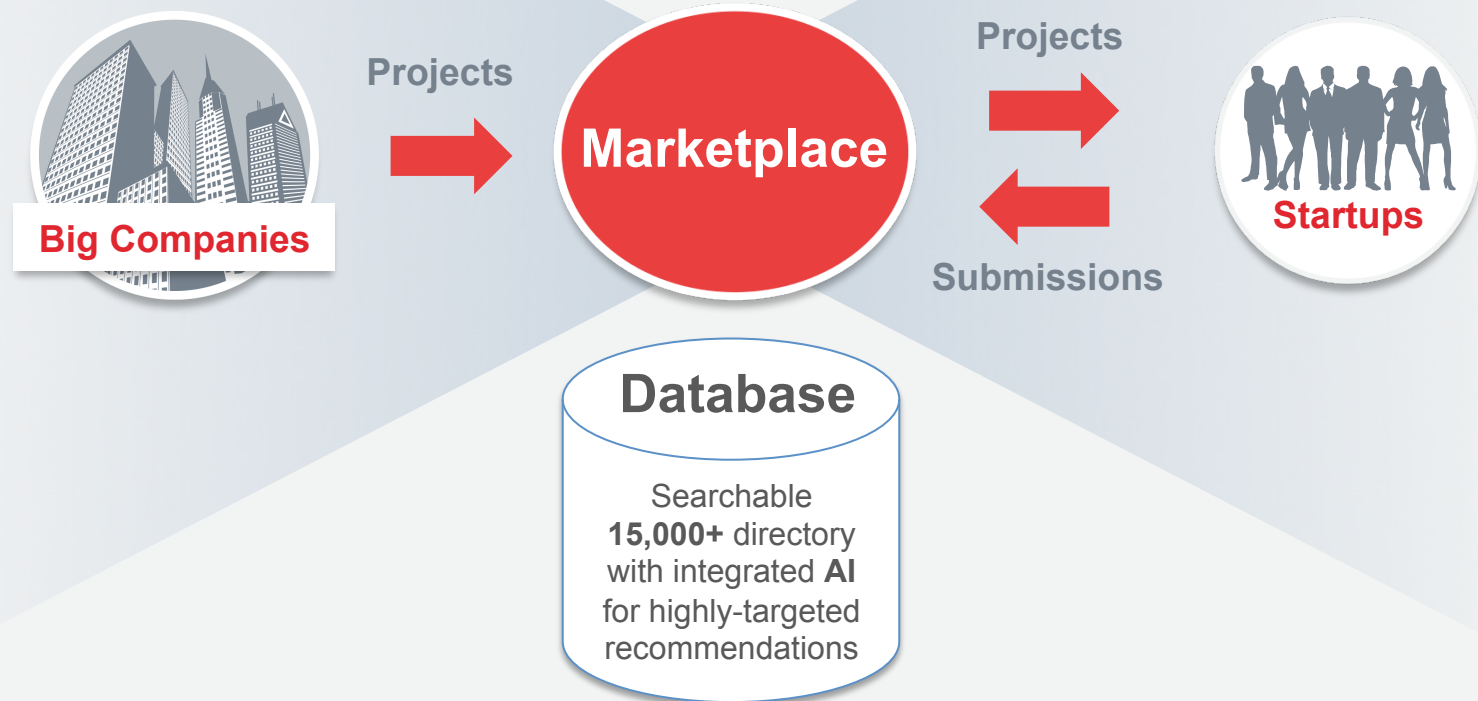 Projects
Projects
Marketplace
Big Companies
Startups
Submissions
Database
Searchable
15,000+ directory
with integrated AI
for highly-targeted
recommendations